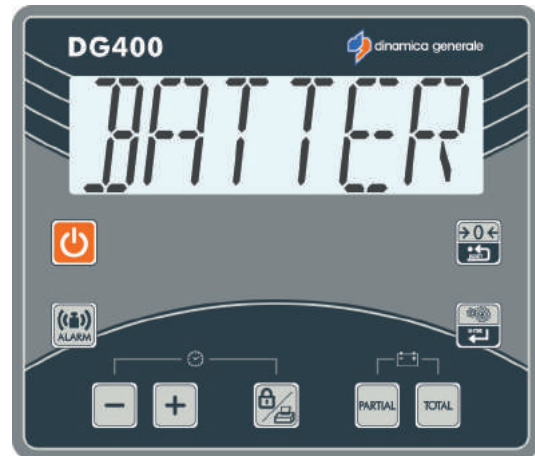 DG400
dinamica generale
BATTER
→0←
ALARM
− +
PARTIAL
TOTAL